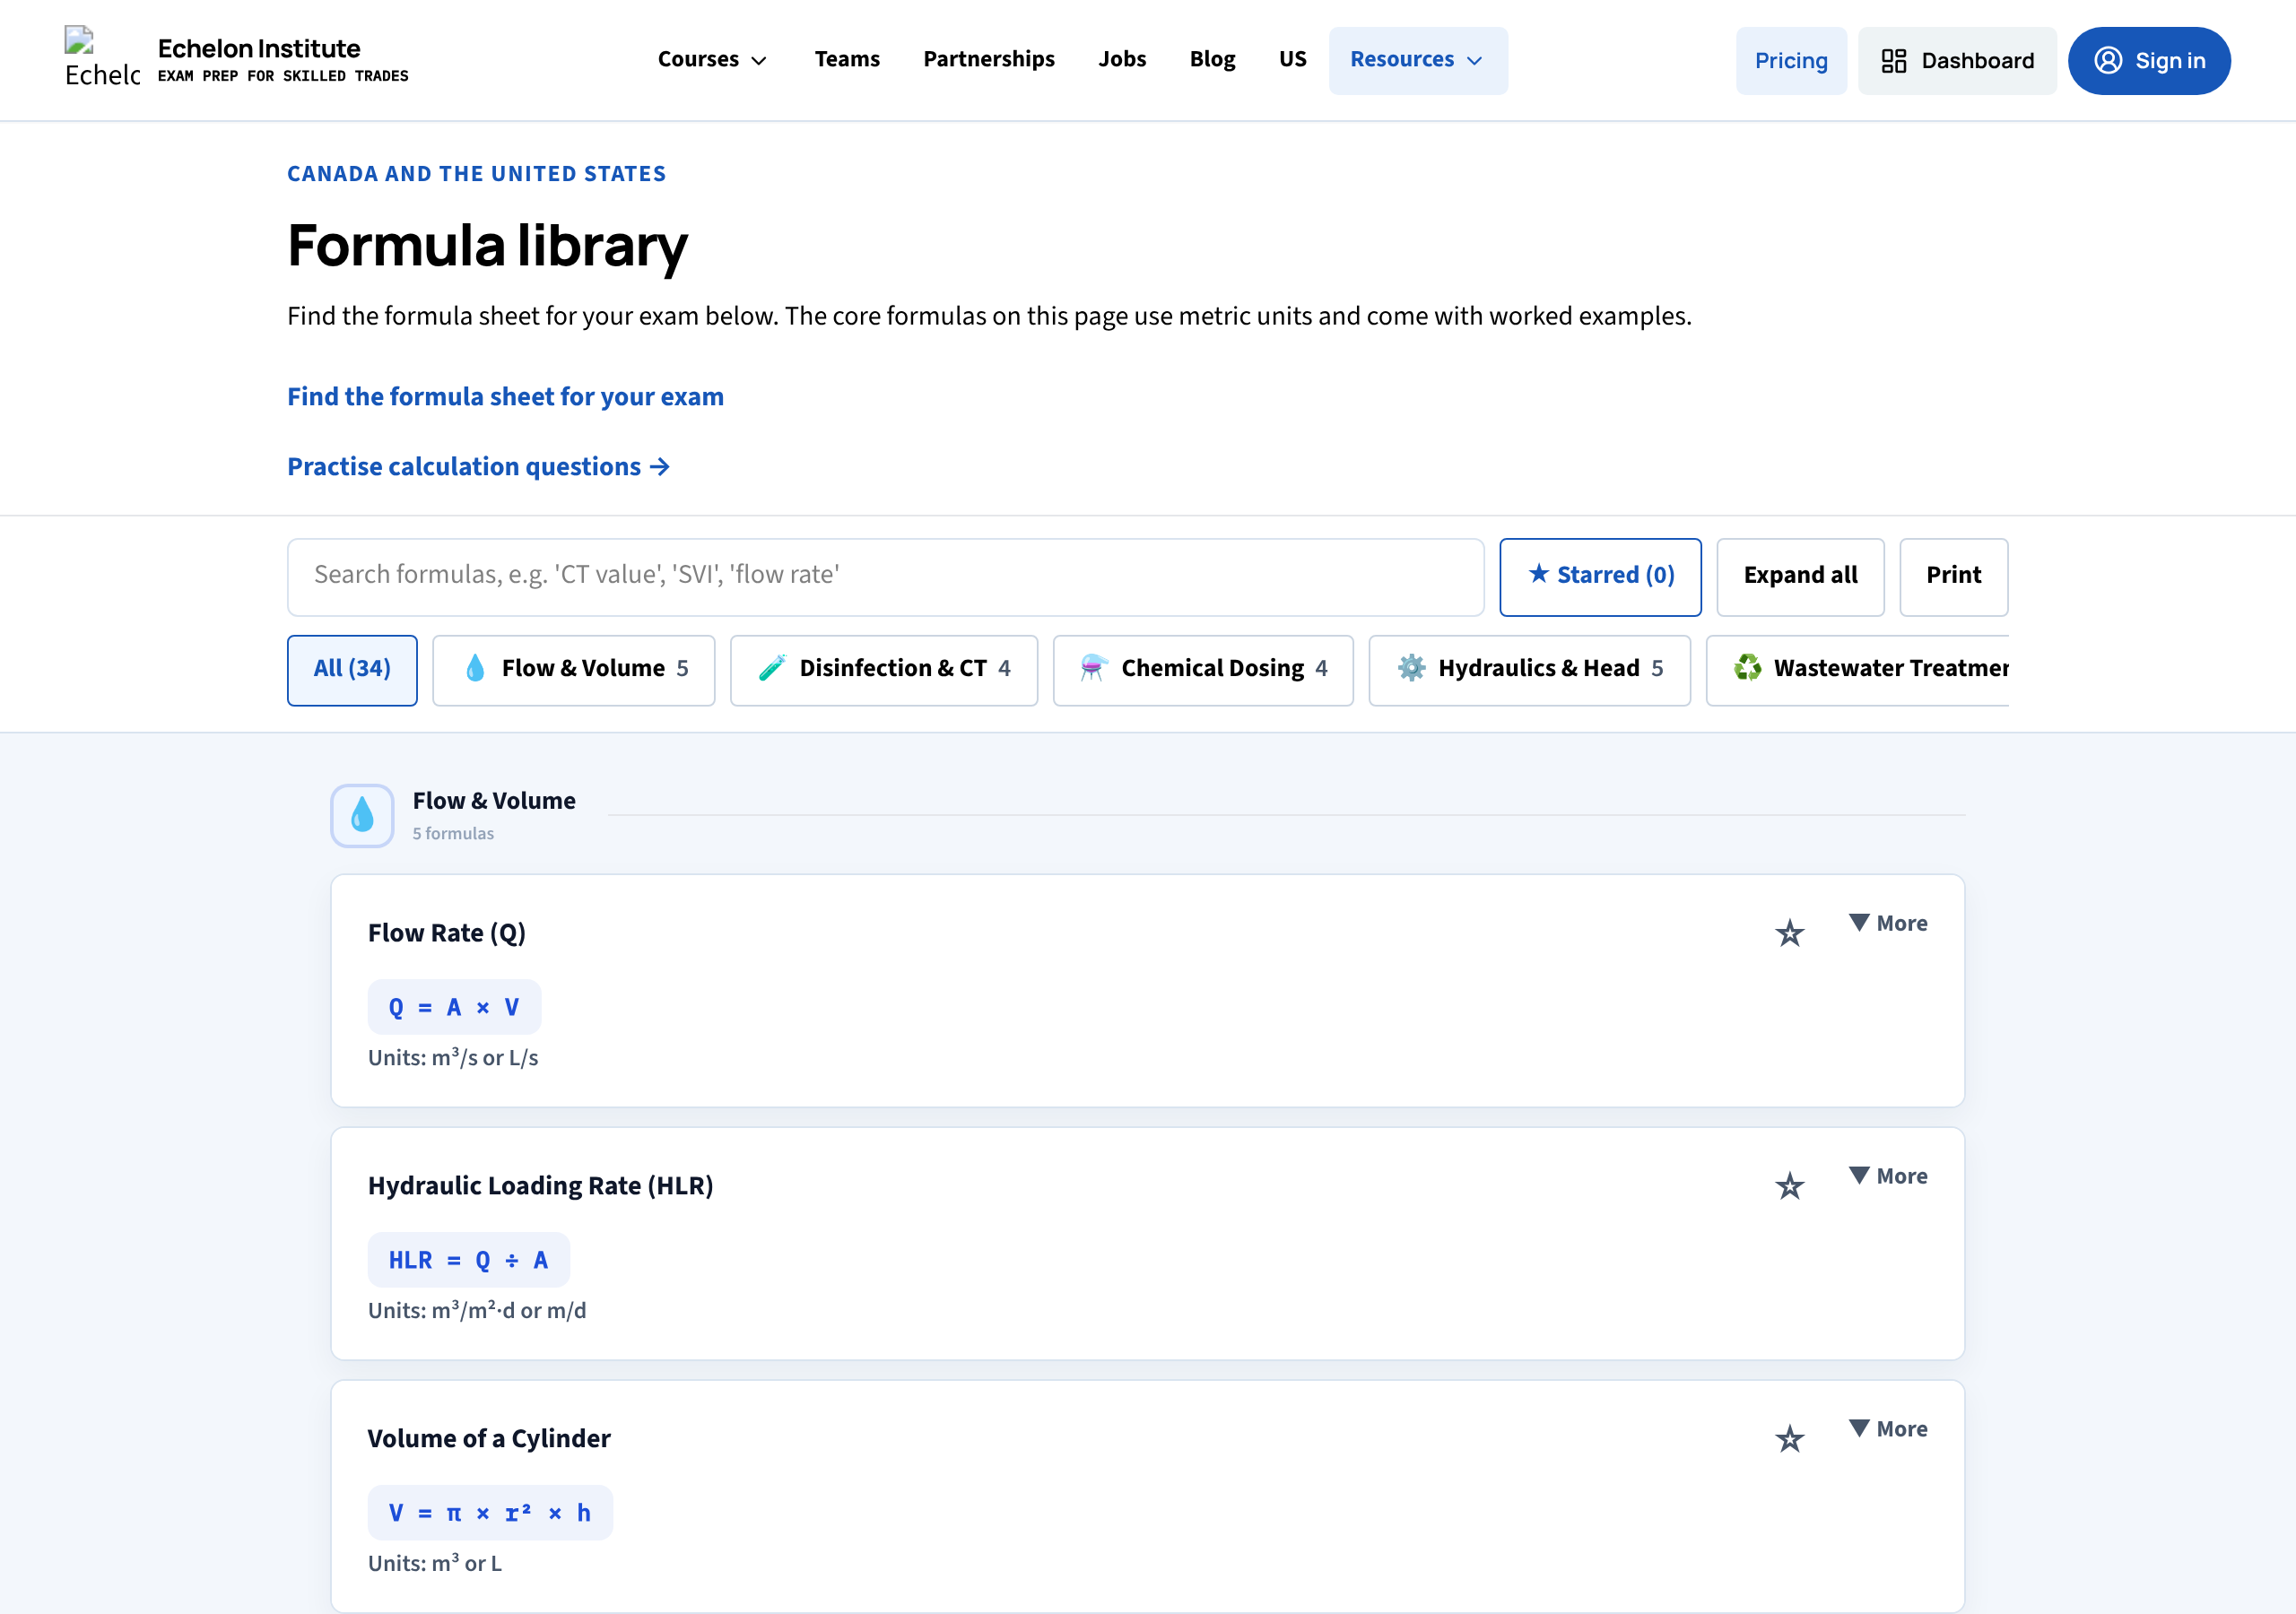 Echelc
Echelon Institute
EXAM PREP FOR SKILLED TRADES
Courses
Teams
Partnerships
Jobs
Blog
US
Resources
Pricing
Dashboard
Sign in
CANADA AND THE UNITED STATES
Formula library
Find the formula sheet for your exam below. The core formulas on this page use metric units and come with worked examples.
Find the formula sheet for your exam
Practise calculation questions →
Search formulas, e.g. 'CT value', 'SVI', 'flow rate'
★ Starred (0)
Expand all
Print
All (34)
Flow & Volume 5
Disinfection & CT 4
Chemical Dosing 4
Hydraulics & Head 5
Wastewater Treatmen
Flow & Volume
5 formulas
Flow Rate (Q)
☆
▼ More
Q = A × V
Units: m³/s or L/s
Hydraulic Loading Rate (HLR)
☆
▼ More
HLR = Q ÷ A
Units: m³/m²·d or m/d
Volume of a Cylinder
☆
▼ More
V = π × r² × h
Units: m³ or L